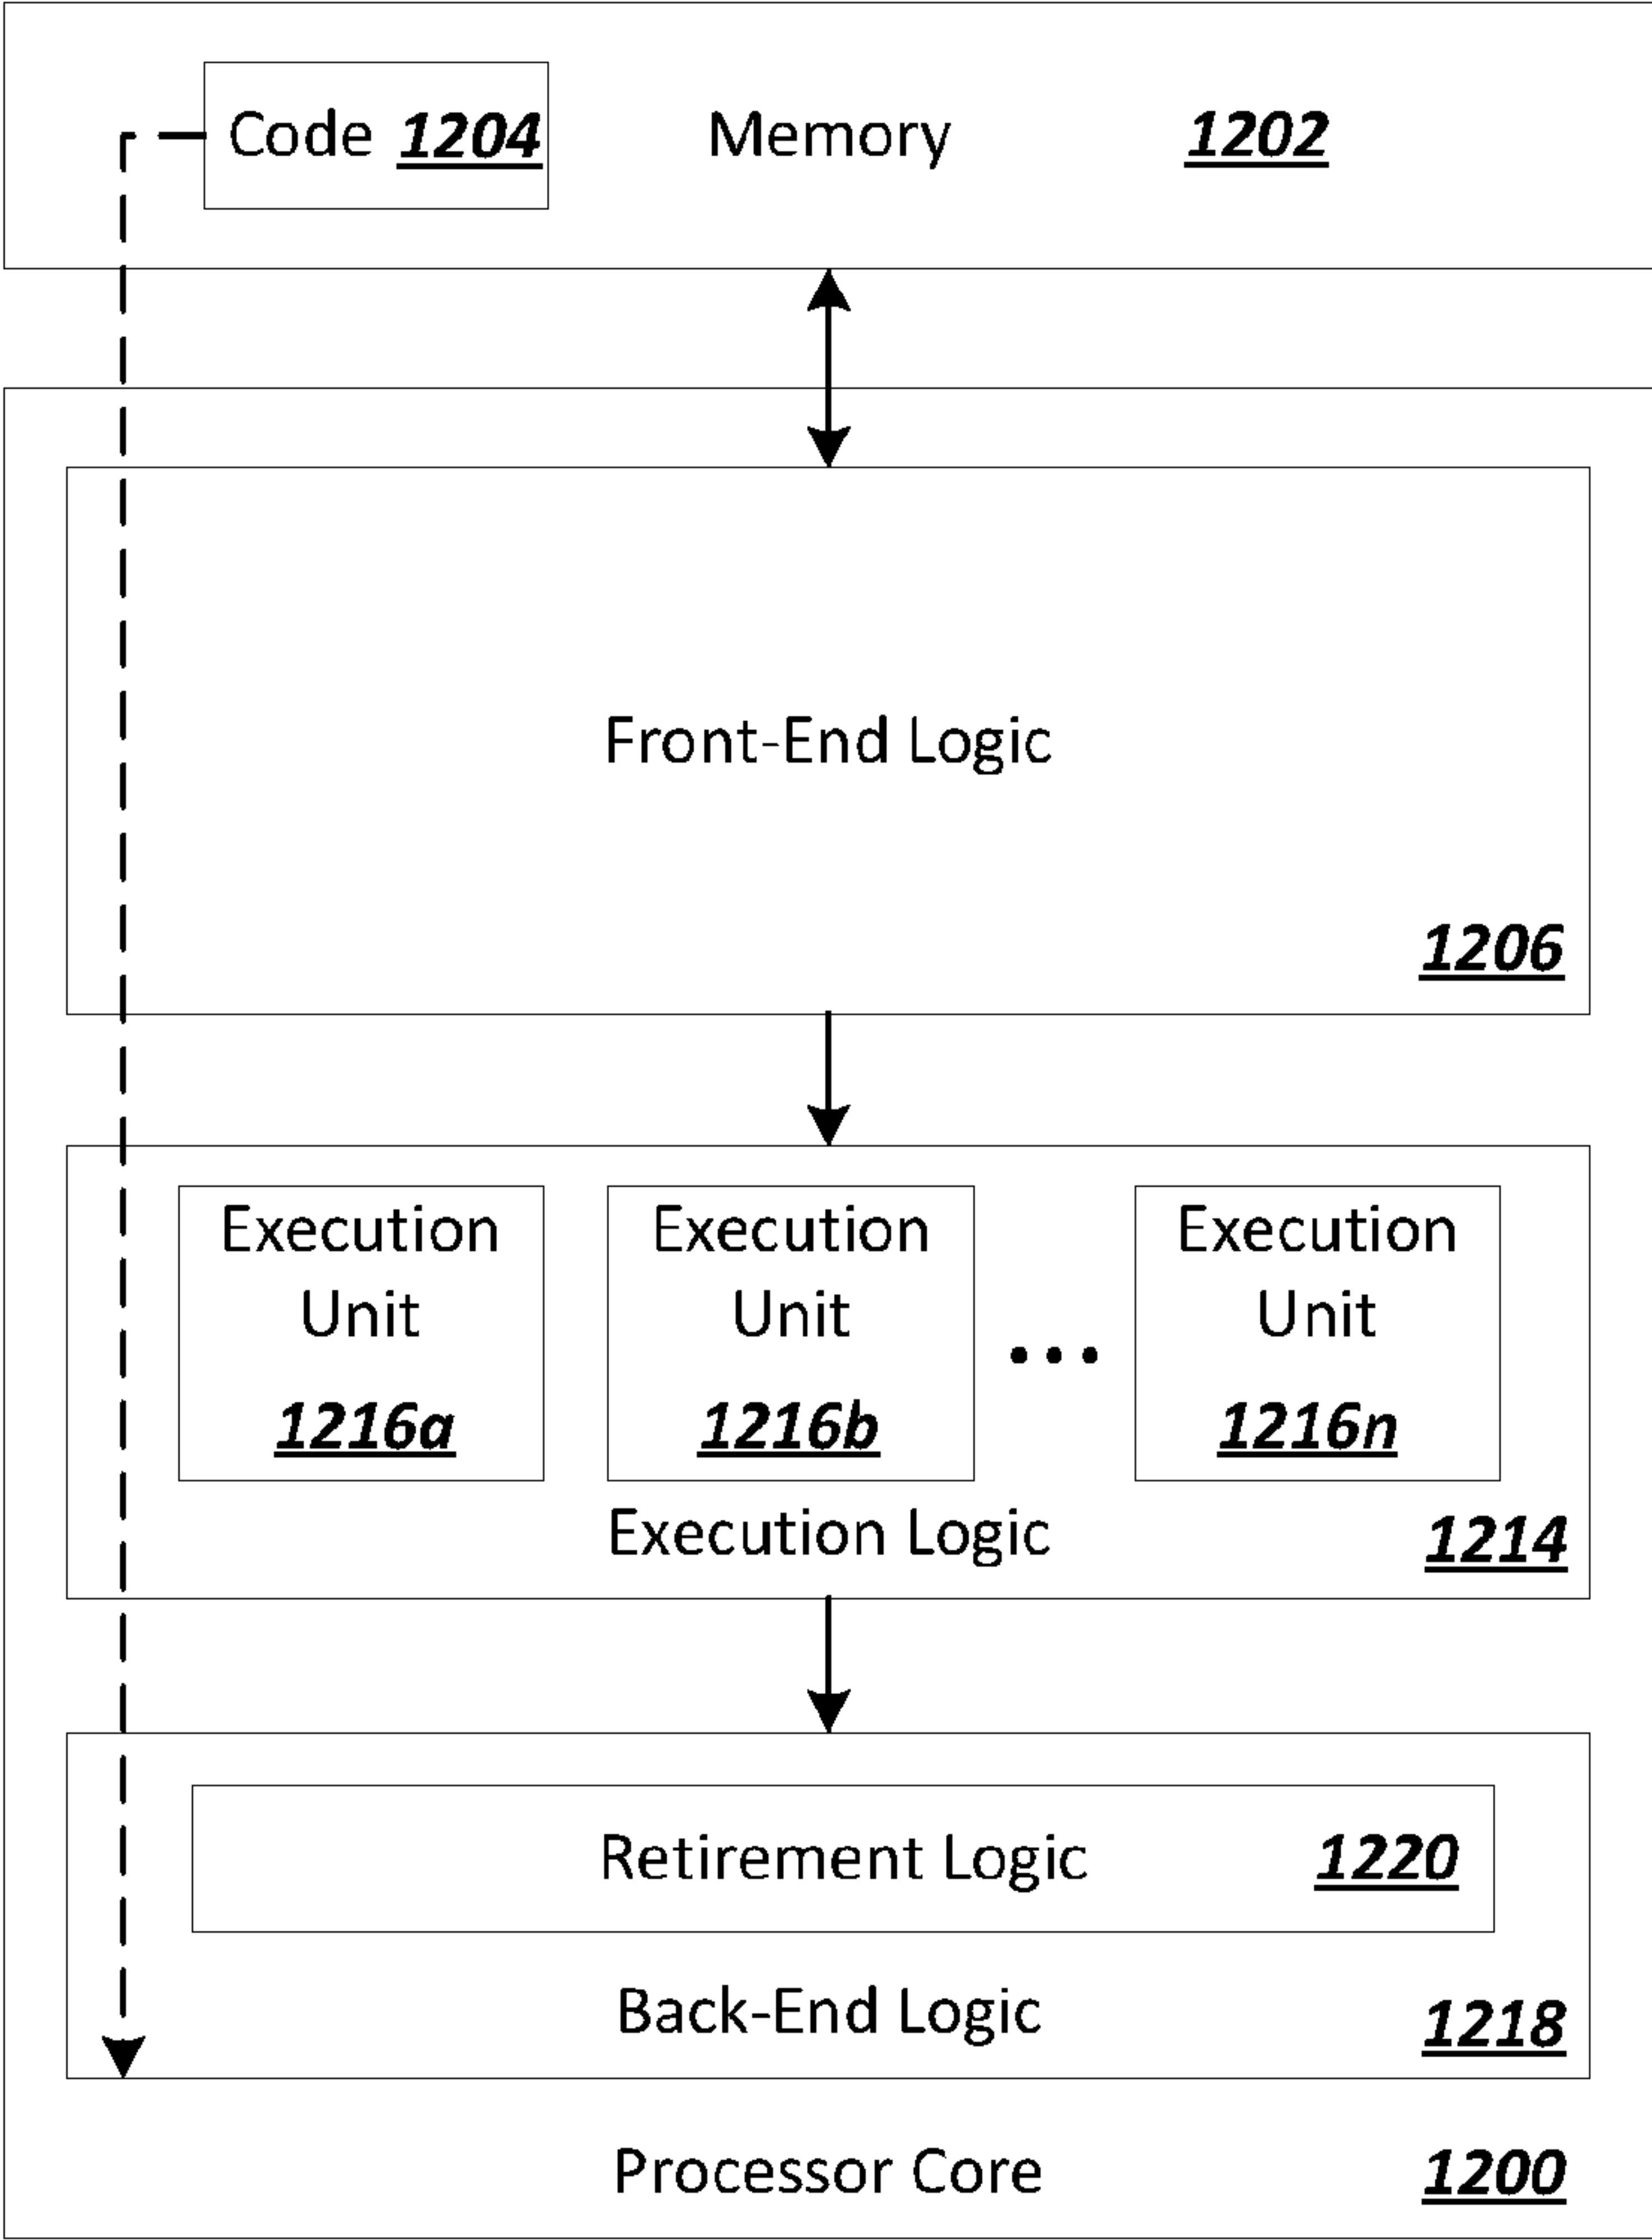 Code 1204 Memory 1202
Front-End Logic
1206
Execution Execution Execution
Unit Unit Unit
1216a 1216b ... 1216n
Execution Logic 1214
Retirement Logic 1220
Back-End Logic 1218
Processor Core 1200